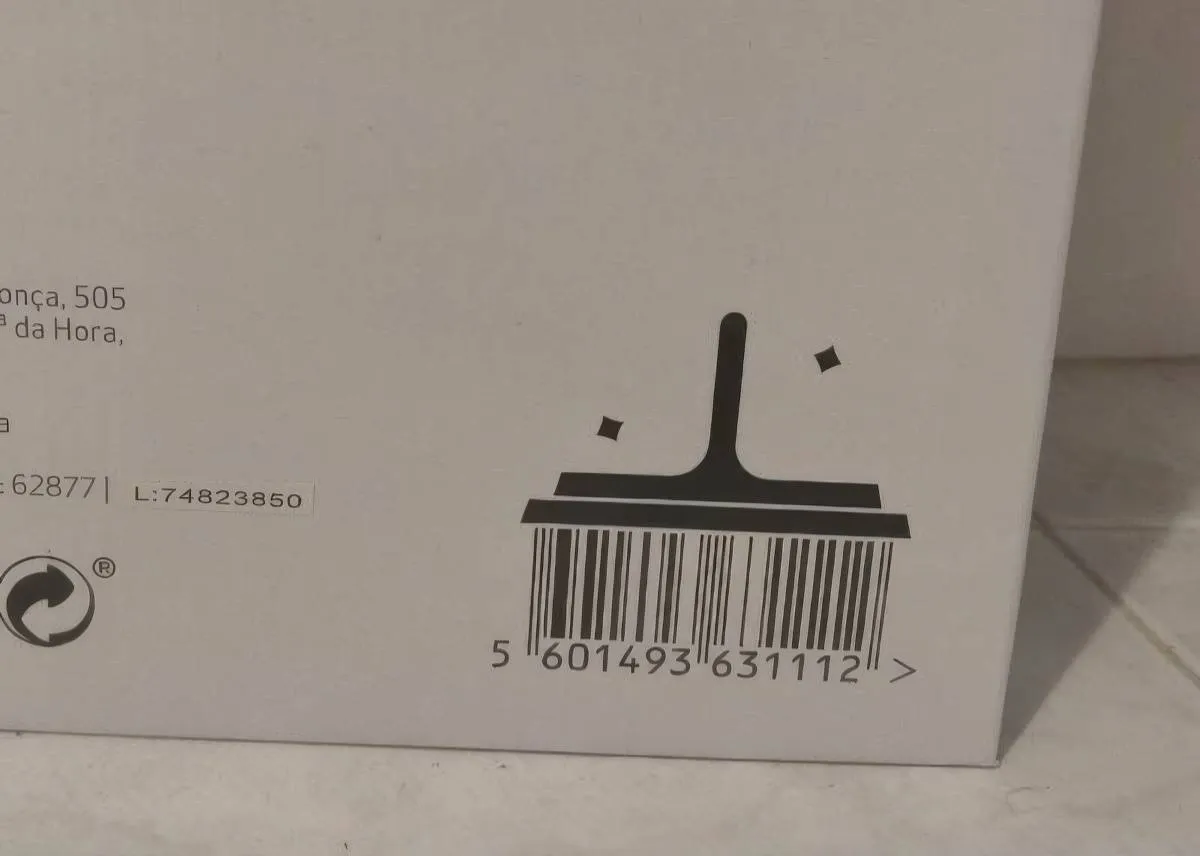 onça, 505
ª da Hora,
a
: 62877| L:74823850
®
5 601493 631112 >